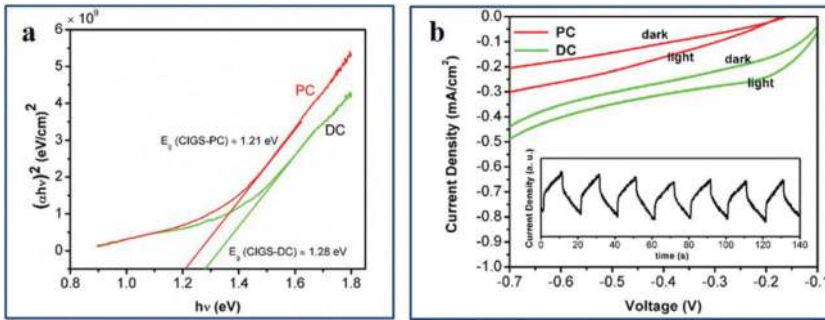 a
× 10⁹
6
5
4
3
2
1
0
(αhν)² (eV/cm)²
PC
DC
E_g (CIGS-PC) = 1.21 eV
E_g (CIGS-DC) = 1.28 eV
0.8 1.0 1.2 1.4 1.6 1.8
hν (eV)
b
0.0
-0.1
-0.2
-0.3
-0.4
-0.5
-0.6
-0.7
-0.8
-0.9
-1.0
Current Density (mA/cm²)
PC
DC
dark
light
dark
light
Current Density (a. u.)
0 20 40 60 80 100 120 140
time (s)
-0.7 -0.6 -0.5 -0.4 -0.3 -0.2 -0.1
Voltage (V)